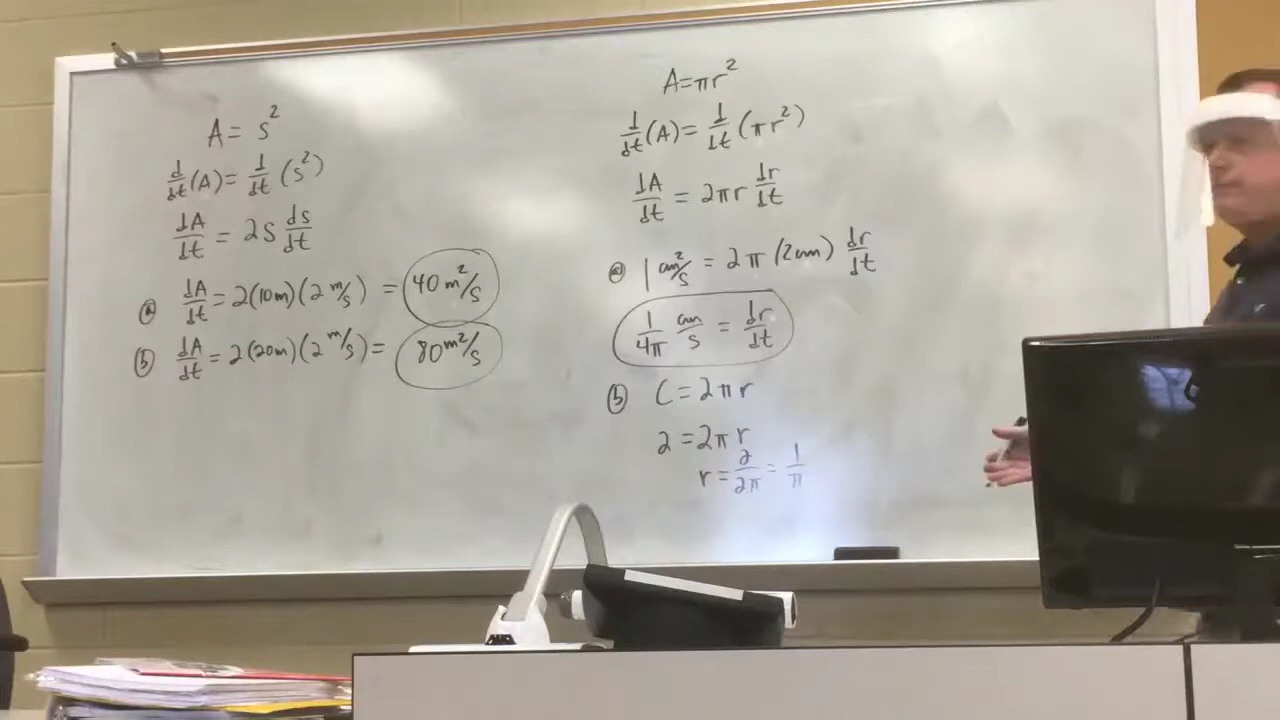 A = s²
d/dt (A) = d/dt (s²)
dA/dt = 2s ds/dt
ⓐ dA/dt = 2(10m)(2 m/s) = 40 m²/s
ⓑ dA/dt = 2(20m)(2 m/s) = 80 m²/s
A = πr²
d/dt (A) = d/dt (πr²)
dA/dt = 2πr dr/dt
ⓐ 1 cm²/s = 2π (2cm) dr/dt
1/4π cm/s = dr/dt
ⓑ C = 2πr
2 = 2πr
r = 2/2π = 1/π